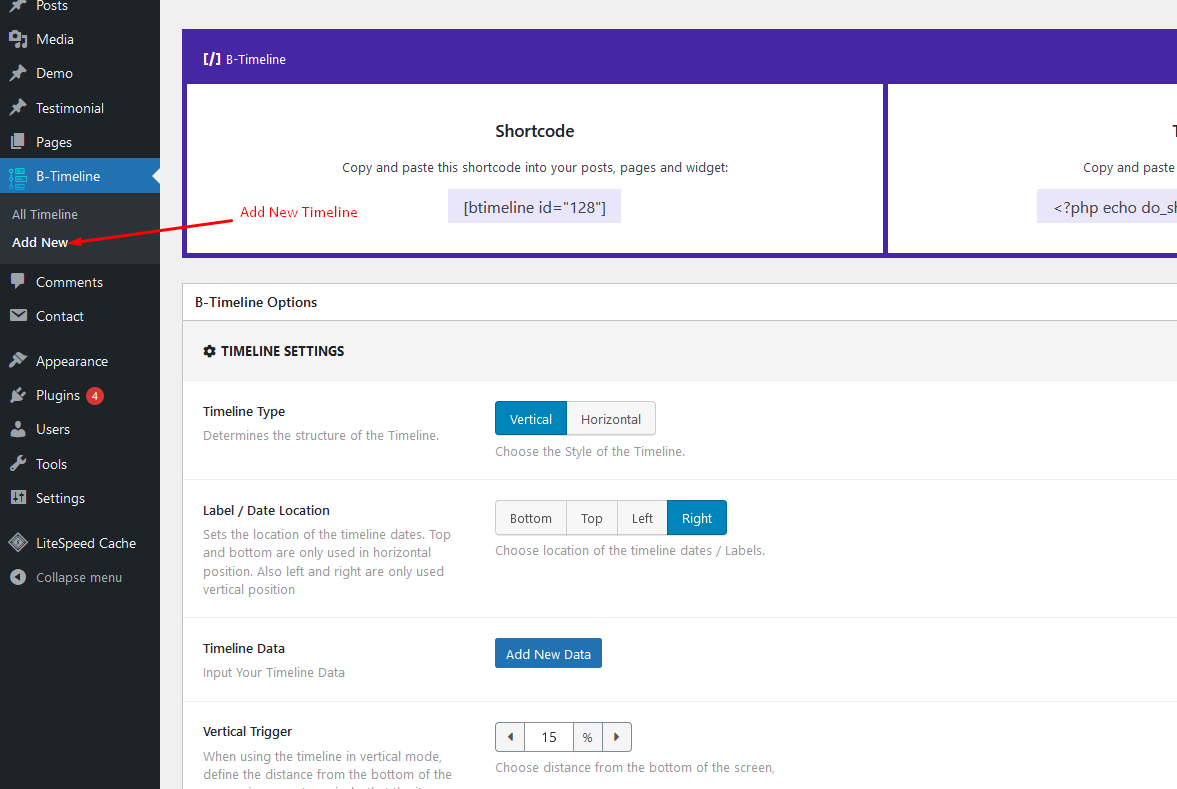 Posts
Media
Demo
Testimonial
Pages
B-Timeline
All Timeline
Add New
Comments
Contact
Appearance
Plugins 4
Users
Tools
Settings
LiteSpeed Cache
Collapse menu
[/] B-Timeline
Shortcode
Copy and paste this shortcode into your posts, pages and widget:
Add New Timeline
[btimeline id="128"]
Copy and paste
<?php echo do_sh
B-Timeline Options
TIMELINE SETTINGS
Timeline Type
Determines the structure of the Timeline.
Vertical Horizontal
Choose the Style of the Timeline.
Label / Date Location
Sets the location of the timeline dates. Top
and bottom are only used in horizontal
position. Also left and right are only used
vertical position
Bottom Top Left Right
Choose location of the timeline dates / Labels.
Timeline Data
Input Your Timeline Data
Add New Data
Vertical Trigger
When using the timeline in vertical mode,
define the distance from the bottom of the
15 %
Choose distance from the bottom of the screen,